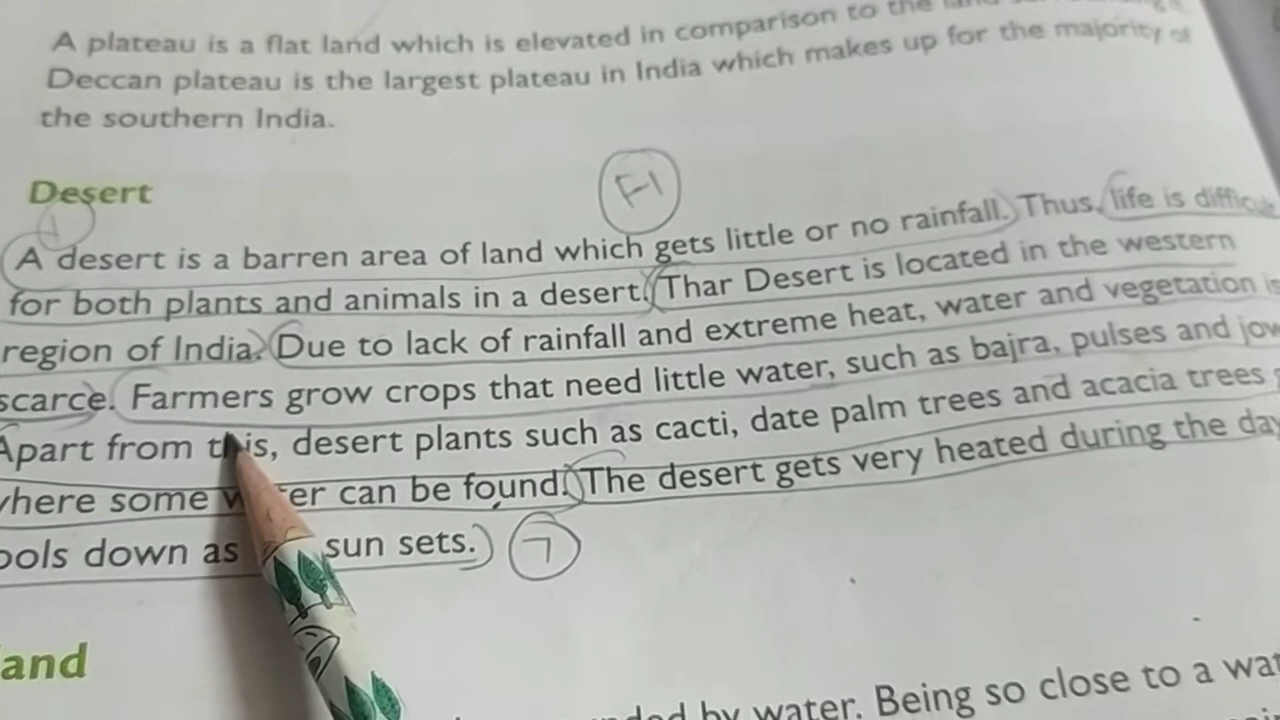 A plateau is a flat land which is elevated in comparison to the
Deccan plateau is the largest plateau in India which makes up for the majority of
the southern India.
F-1
Desert
1
A desert is a barren area of land which gets little or no rainfall. Thus, life is difficult
for both plants and animals in a desert. Thar Desert is located in the western
region of India. Due to lack of rainfall and extreme heat, water and vegetation is
scarce. Farmers grow crops that need little water, such as bajra, pulses and jow
Apart from this, desert plants such as cacti, date palm trees and acacia trees
where some water can be found. The desert gets very heated during the day
ools down as sun sets.
7
and
ded by water. Being so close to a wat